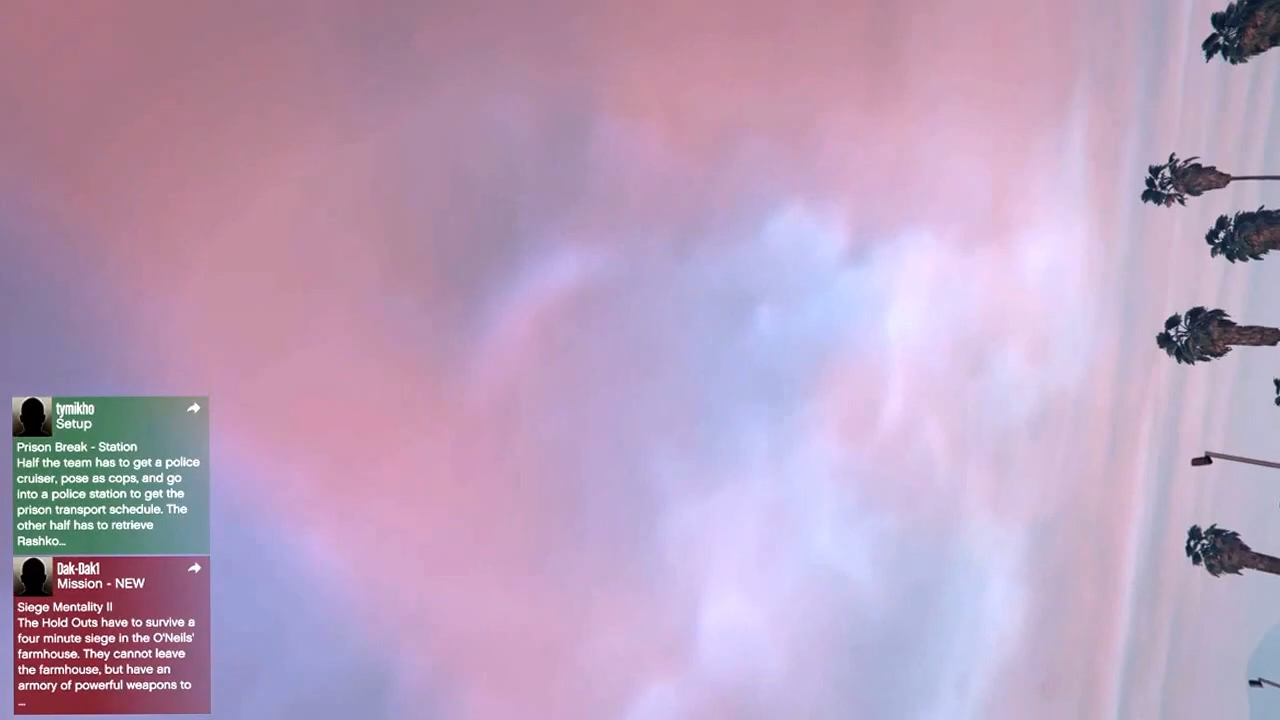 tymikho
Setup
Prison Break - Station
Half the team has to get a police
cruiser, pose as cops, and go
into a police station to get the
prison transport schedule. The
other half has to retrieve
Rashko...
Dak-Dak1
Mission - NEW
Siege Mentality II
The Hold Outs have to survive a
four minute siege in the O'Neils'
farmhouse. They cannot leave
the farmhouse, but have an
armory of powerful weapons to
...